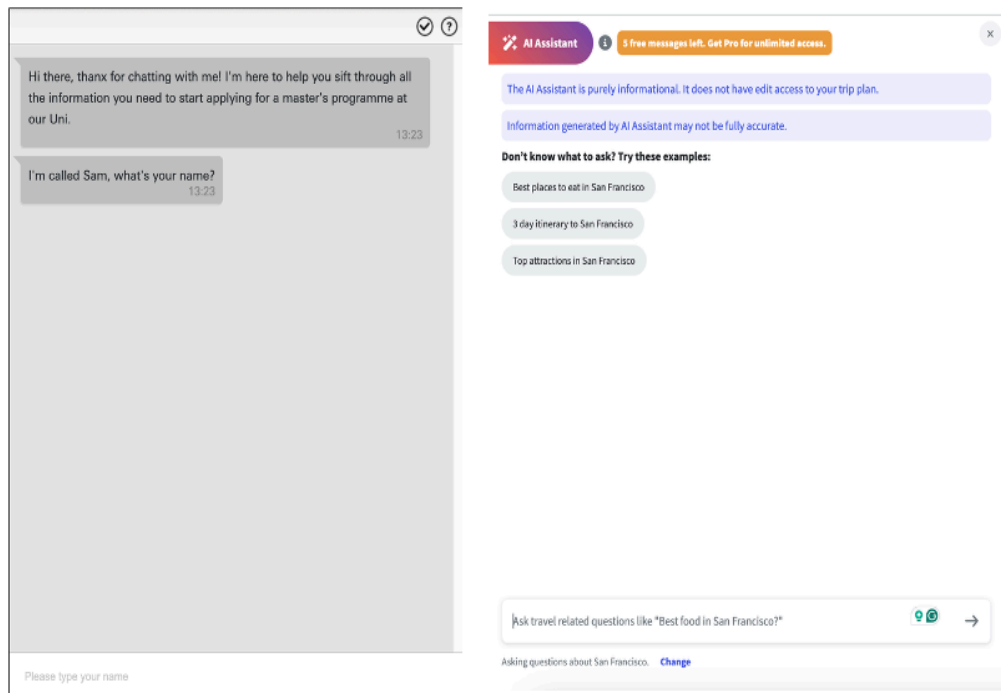 Hi there, thanx for chatting with me! I'm here to help you sift through all
the information you need to start applying for a master's programme at
our Uni.
13:23
I'm called Sam, what's your name?
13:23
Please type your name
AI Assistant
5 free messages left. Get Pro for unlimited access.
The AI Assistant is purely informational. It does not have edit access to your trip plan.
Information generated by AI Assistant may not be fully accurate.
Don't know what to ask? Try these examples:
Best places to eat in San Francisco
3 day itinerary to San Francisco
Top attractions in San Francisco
Ask travel related questions like "Best food in San Francisco?"
Asking questions about San Francisco. Change